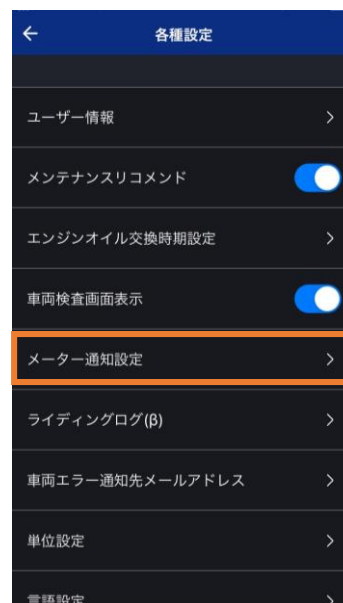 各種設定
ユーザー情報
メンテナンスリコメンド
エンジンオイル交換時期設定
車両検査画面表示
メーター通知設定
ライディングログ(β)
車両エラー通知先メールアドレス
単位設定
言語設定